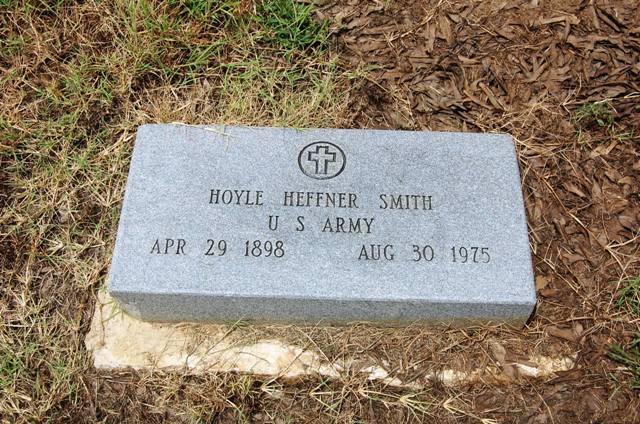 HOYLE HEFFNER SMITH
U S ARMY
APR 29 1898 AUG 30 1975